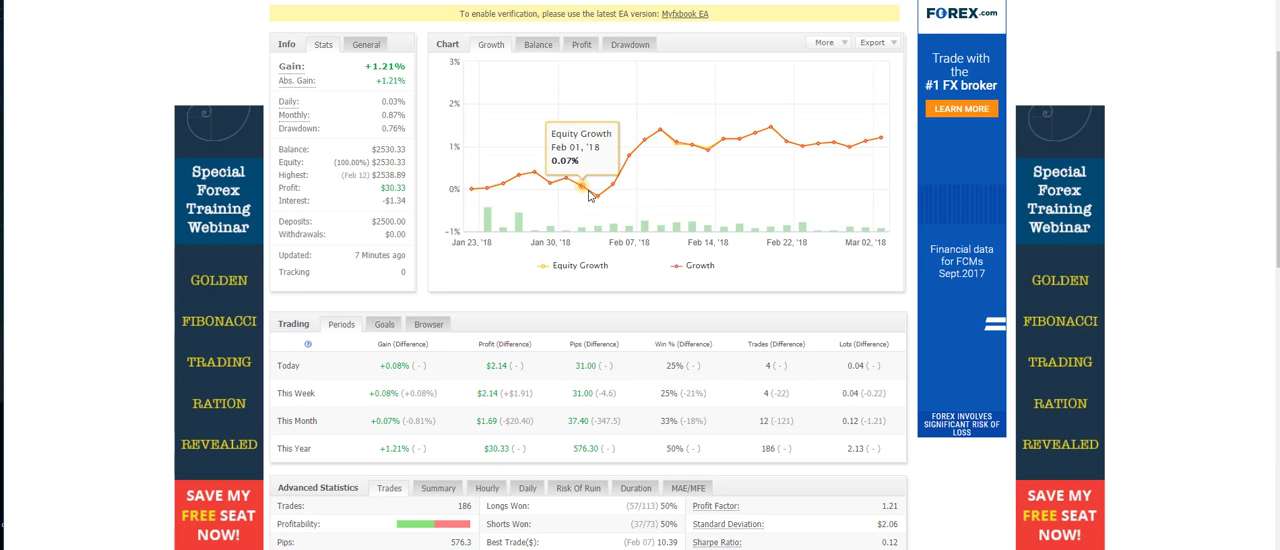 To enable verification, please use the latest EA version: Myfxbook EA
Info Stats General
Gain: +1.21%
Abs. Gain: +1.21%
Daily: 0.03%
Monthly: 0.87%
Drawdown: 0.76%
Balance: $2530.33
Equity: (100.00%) $2530.33
Highest: (Feb 12) $2538.89
Profit: $30.33
Interest: -$1.34
Deposits: $2500.00
Withdrawals: $0.00
Updated: 7 Minutes ago
Tracking 0
Chart Growth Balance Profit Drawdown More Export
3%
2%
1%
0%
-1%
Equity Growth
Feb 01, '18
0.07%
Jan 23, '18 Jan 30, '18 Feb 07, '18 Feb 14, '18 Feb 22, '18 Mar 02, '18
Equity Growth Growth
Trading Periods Goals Browser
Gain (Difference) Profit (Difference) Pips (Difference) Win % (Difference) Trades (Difference) Lots (Difference)
Today +0.08% ( - ) $2.14 ( - ) 31.00 ( - ) 25% ( - ) 4 ( - ) 0.04 ( - )
This Week +0.08% (+0.08%) $2.14 (+$1.91) 31.00 (-4.6) 25% (-21%) 4 (-22) 0.04 (-0.22)
This Month +0.07% (-0.81%) $1.69 (-$20.40) 37.40 (-347.5) 33% (-18%) 12 (-121) 0.12 (-1.21)
This Year +1.21% ( - ) $30.33 ( - ) 576.30 ( - ) 50% ( - ) 186 ( - ) 2.13 ( - )
Advanced Statistics Trades Summary Hourly Daily Risk Of Ruin Duration MAE/MFE
Trades: 186 Longs Won: (57/113) 50% Profit Factor: 1.21
Profitability: Shorts Won: (37/73) 50% Standard Deviation: $2.06
Pips: 576.3 Best Trade($): (Feb 07) 10.39 Sharpe Ratio: 0.12
Special
Forex
Training
Webinar
GOLDEN
FIBONACCI
TRADING
RATION
REVEALED
SAVE MY
FREE SEAT
NOW!
FOREX.com
Trade with
the
#1 FX broker
LEARN MORE
Financial data
for FCMs
Sept.2017
FOREX INVOLVES
SIGNIFICANT RISK OF
LOSS
Special
Forex
Training
Webinar
GOLDEN
FIBONACCI
TRADING
RATION
REVEALED
SAVE MY
FREE SEAT
NOW!